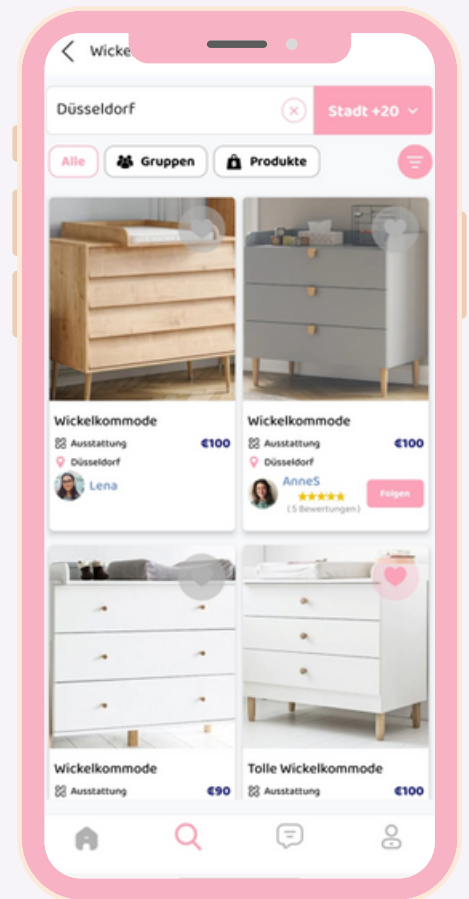 Wicke
Düsseldorf
Stadt +20
Alle
Gruppen
Produkte
Wickelkommode
Ausstattung €100
Düsseldorf
Lena
Wickelkommode
Ausstattung €100
Düsseldorf
AnneS
(5 Bewertungen)
Folgen
Wickelkommode
Ausstattung €90
Tolle Wickelkommode
Ausstattung €100